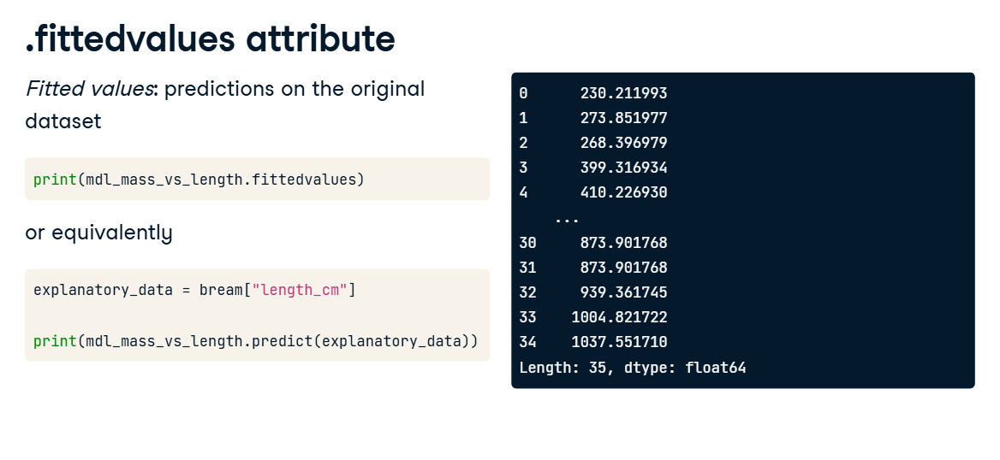 .fittedvalues attribute
Fitted values: predictions on the original
dataset
print(mdl_mass_vs_length.fittedvalues)
or equivalently
explanatory_data = bream["length_cm"]
print(mdl_mass_vs_length.predict(explanatory_data))
0      230.211993
1      273.851977
2      268.396979
3      399.316934
4      410.226930
    ...
30     873.901768
31     873.901768
32     939.361745
33    1004.821722
34    1037.551710
Length: 35, dtype: float64